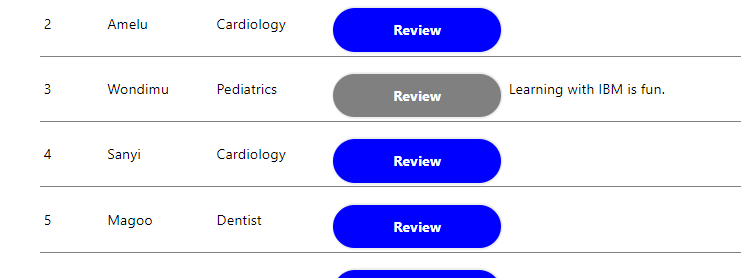 2 Amelu Cardiology Review
3 Wondimu Pediatrics Review Learning with IBM is fun.
4 Sanyi Cardiology Review
5 Magoo Dentist Review